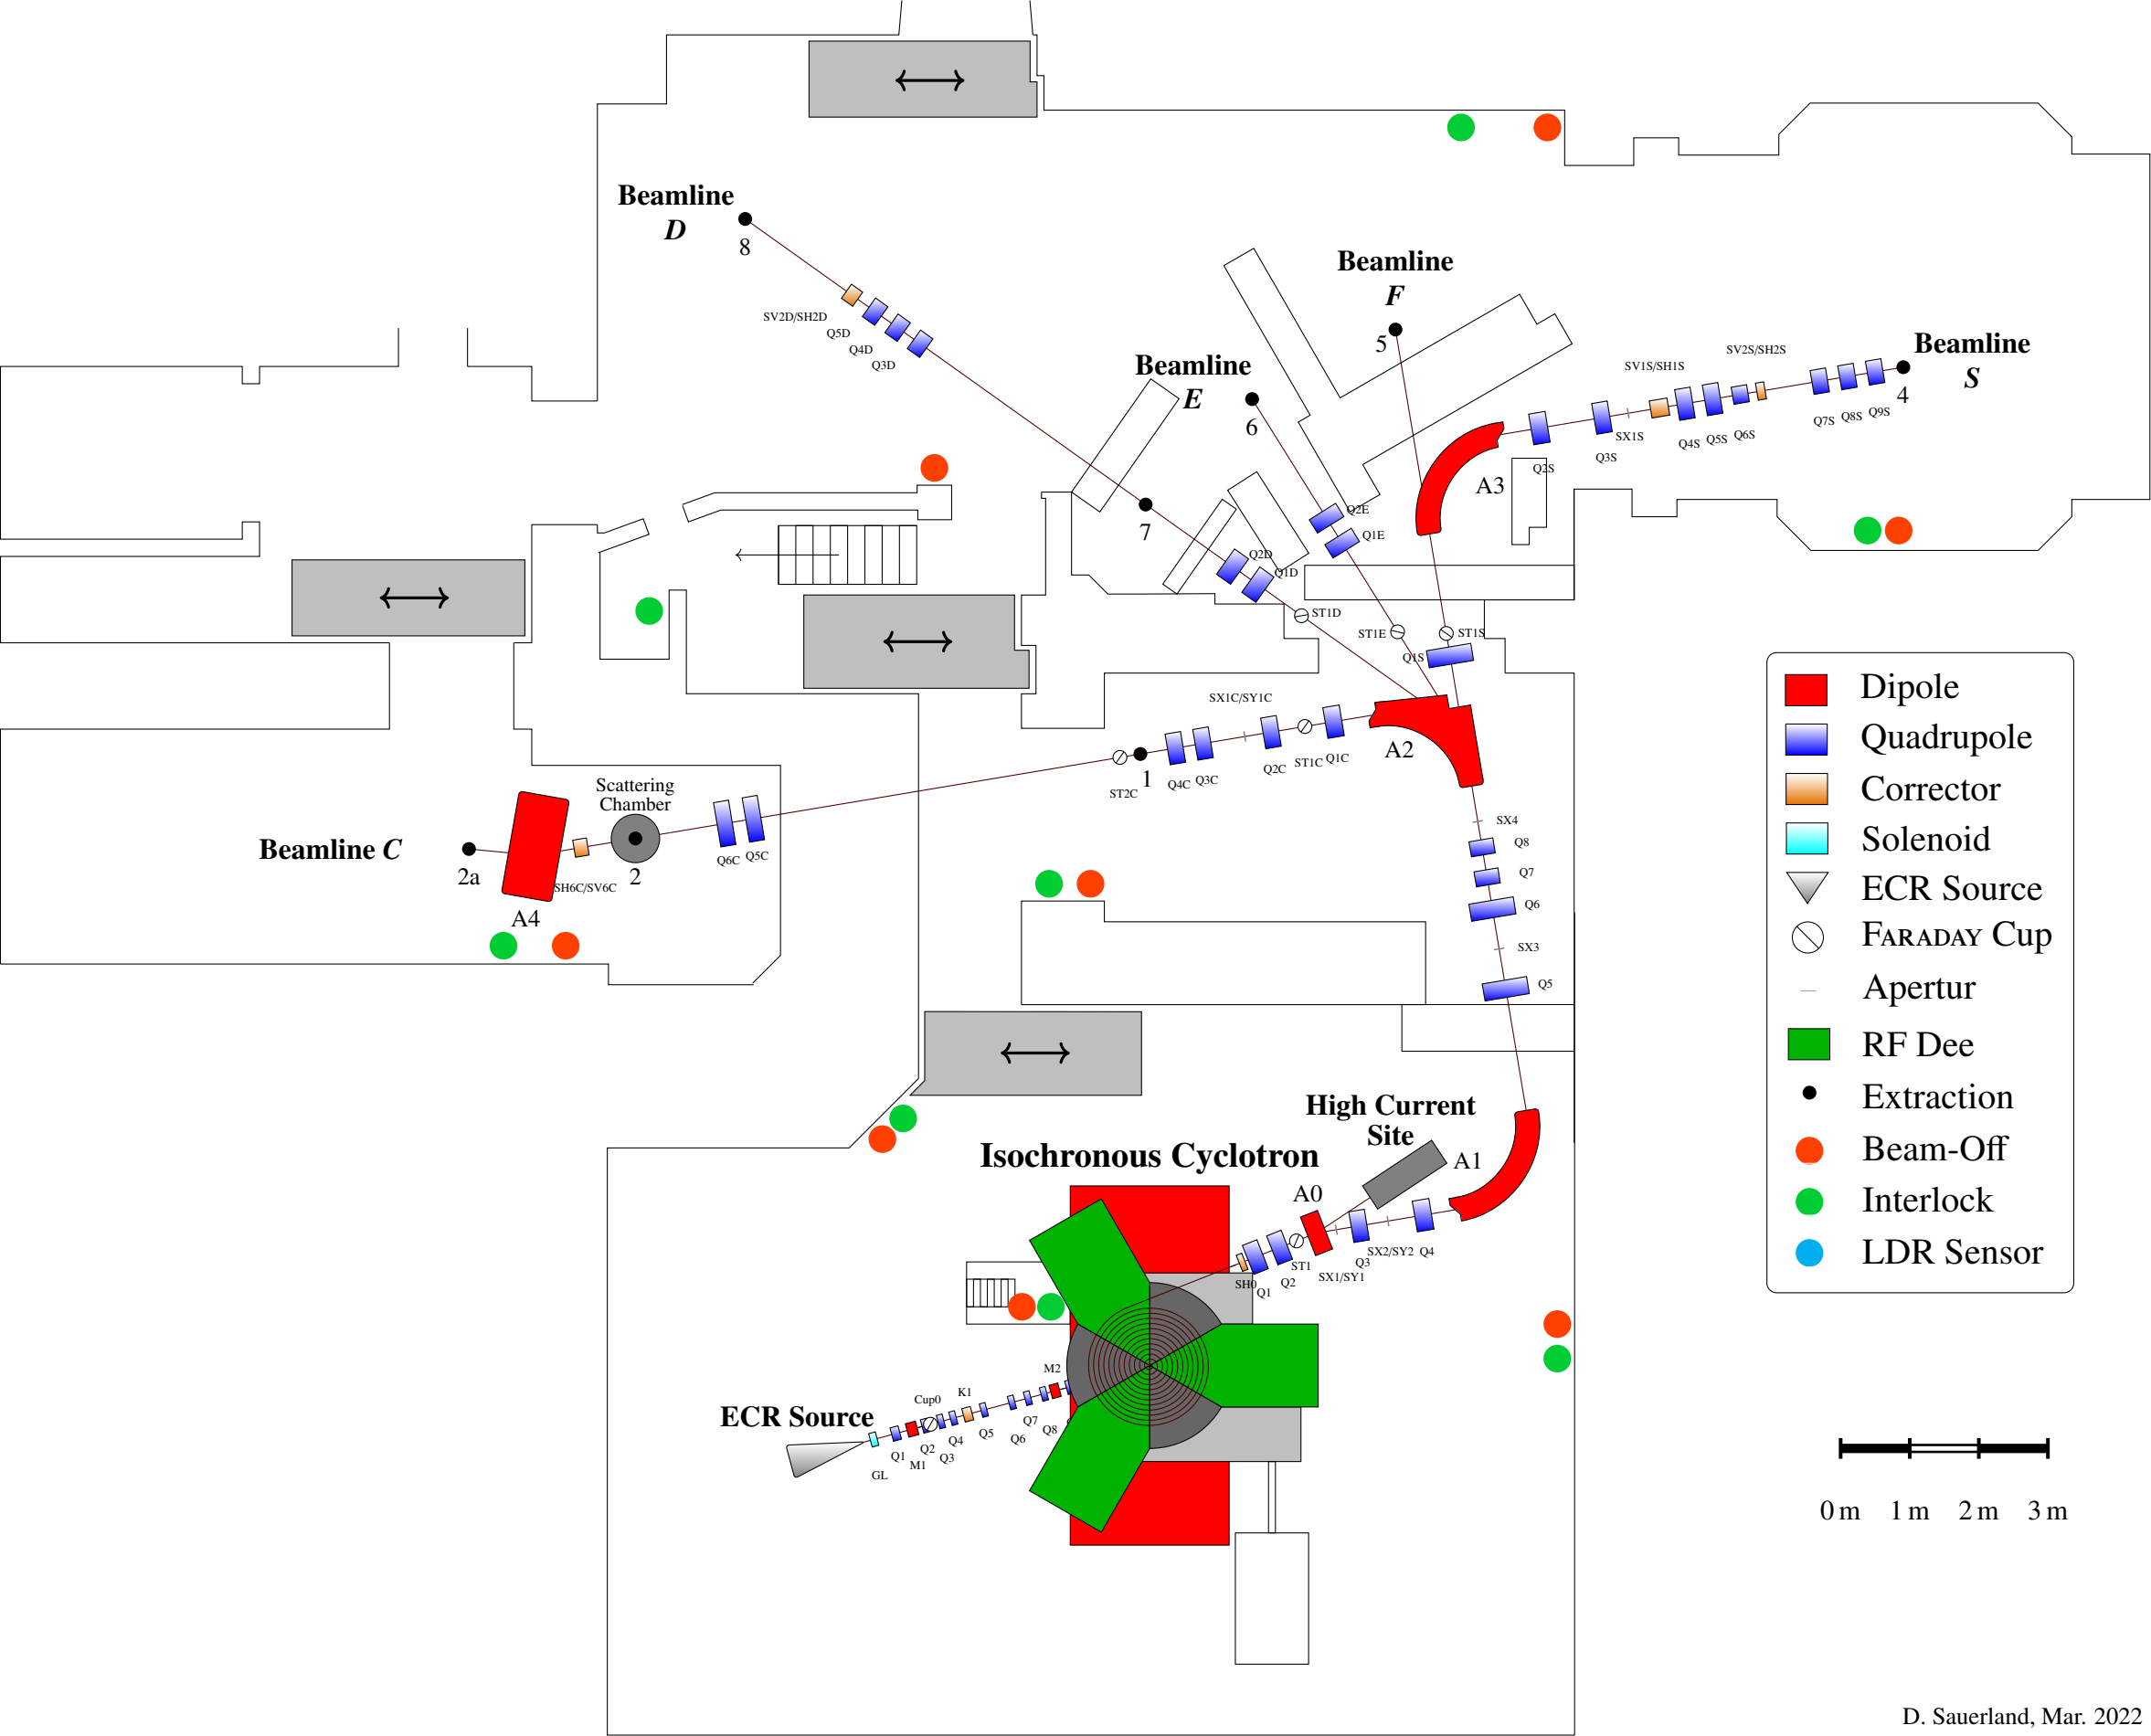 Beamline
D
8
SV2D/SH2D
Q5D
Q4D
Q3D
Beamline
F
5
Beamline
E
6
SV2S/SH2S
SV1S/SH1S
Beamline
S
4
Q9S
Q8S
Q7S
Q6S
Q5S
Q4S
SX1S
Q3S
Q2S
A3
7
Q2E
Q1E
Q2D
Q1D
ST1D
ST1E
ST1S
Q1S
SX1C/SY1C
A2
Q1C
ST1C
Q2C
Q3C
Q4C
1
ST2C
Scattering
Chamber
Beamline C
2a
2
Q6C
Q5C
SH6C/SV6C
A4
SX4
Q8
Q7
Q6
SX3
Q5
High Current
Site
A1
Isochronous Cyclotron
A0
SX2/SY2
Q4
Q3
ST1
SX1/SY1
SH0
Q1
Q2
M2
K1
Cup0
ECR Source
GL
Q1
M1
Q2
Q3
Q4
Q5
Q6
Q7
Q8
Dipole
Quadrupole
Corrector
Solenoid
ECR Source
FARADAY Cup
Apertur
RF Dee
Extraction
Beam-Off
Interlock
LDR Sensor
0 m 1 m 2 m 3 m
D. Sauerland, Mar. 2022